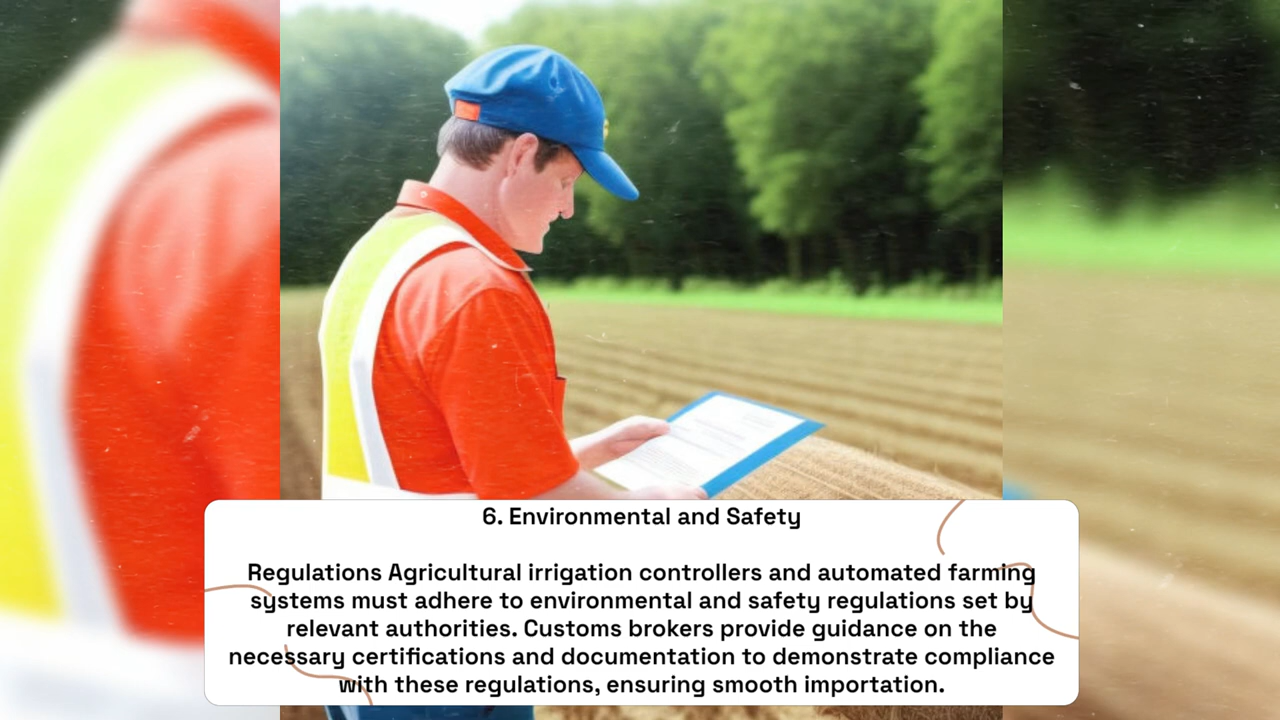 6. Environmental and Safety
Regulations Agricultural irrigation controllers and automated farming
systems must adhere to environmental and safety regulations set by
relevant authorities. Customs brokers provide guidance on the
necessary certifications and documentation to demonstrate compliance
with these regulations, ensuring smooth importation.